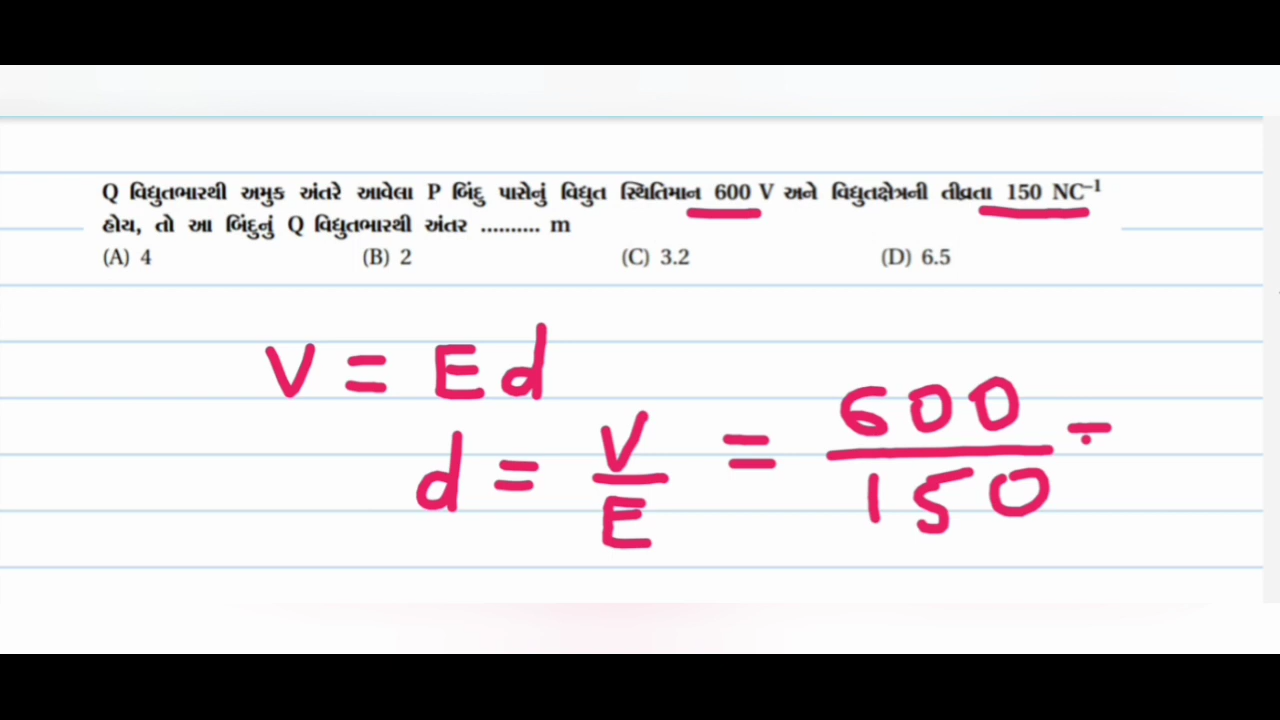 Q વિદ્યુતભારથી અમુક અંતરે આવેલા P બિંદુ પાસેનું વિદ્યુત સ્થિતિમાન 600 V અને વિદ્યુતક્ષેત્રની તીવ્રતા 150 NC⁻¹
હોય, તો આ બિંદુનું Q વિદ્યુતભારથી અંતર .......... m
(A) 4 (B) 2 (C) 3.2 (D) 6.5
V = Ed
d = V/E = 600/150 =